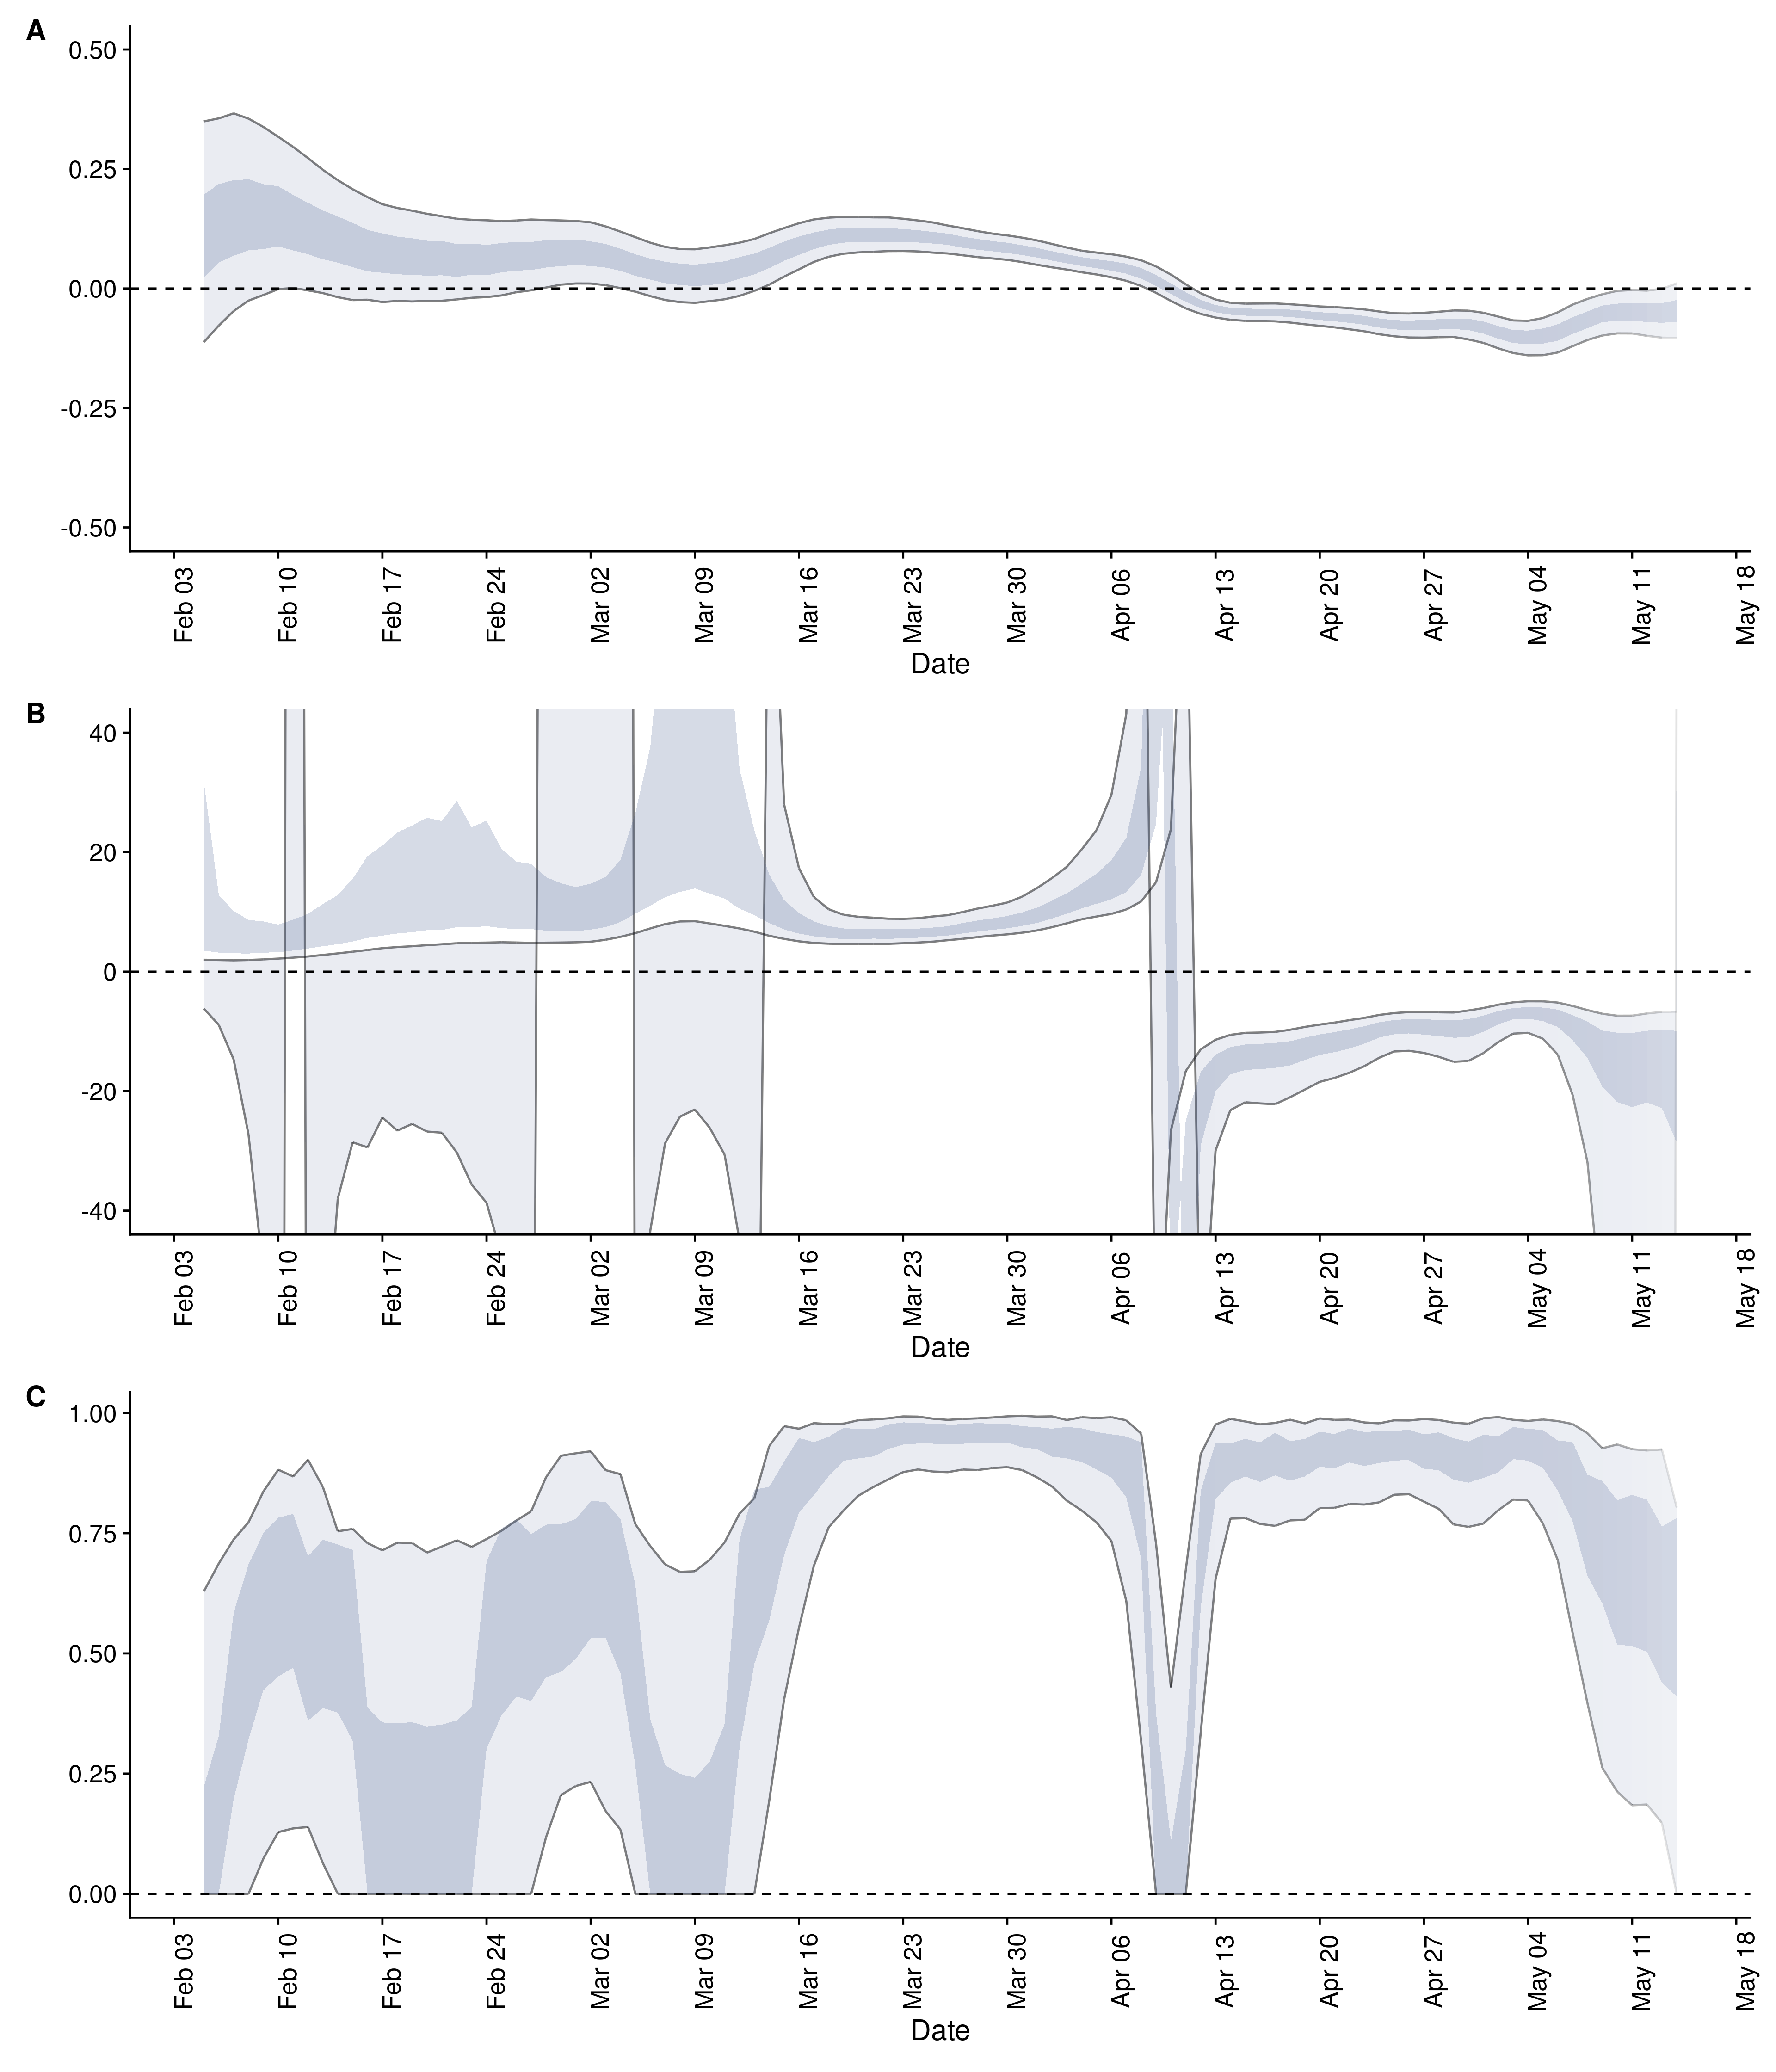 A
0.50
0.25
0.00
-0.25
-0.50
Feb 03
Feb 10
Feb 17
Feb 24
Mar 02
Mar 09
Mar 16
Mar 23
Mar 30
Apr 06
Apr 13
Apr 20
Apr 27
May 04
May 11
May 18
Date
B
40
20
0
-20
-40
Feb 03
Feb 10
Feb 17
Feb 24
Mar 02
Mar 09
Mar 16
Mar 23
Mar 30
Apr 06
Apr 13
Apr 20
Apr 27
May 04
May 11
May 18
Date
C
1.00
0.75
0.50
0.25
0.00
Feb 03
Feb 10
Feb 17
Feb 24
Mar 02
Mar 09
Mar 16
Mar 23
Mar 30
Apr 06
Apr 13
Apr 20
Apr 27
May 04
May 11
May 18
Date